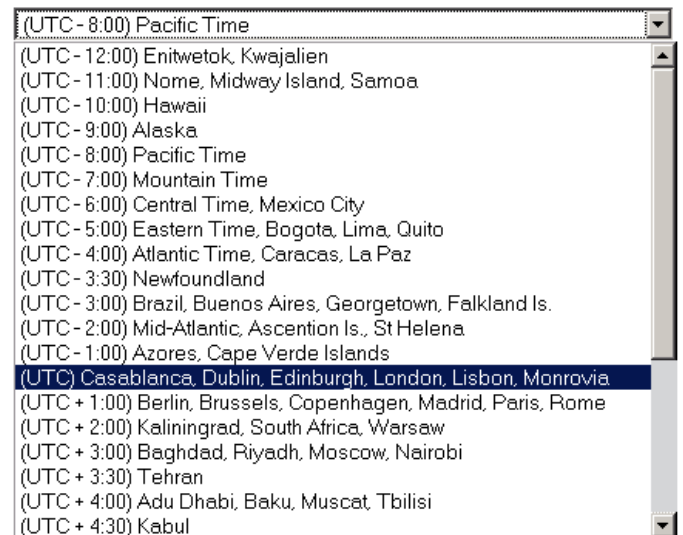 (UTC - 8:00) Pacific Time
(UTC - 12:00) Enitwetok, Kwajalien
(UTC - 11:00) Nome, Midway Island, Samoa
(UTC - 10:00) Hawaii
(UTC - 9:00) Alaska
(UTC - 8:00) Pacific Time
(UTC - 7:00) Mountain Time
(UTC - 6:00) Central Time, Mexico City
(UTC - 5:00) Eastern Time, Bogota, Lima, Quito
(UTC - 4:00) Atlantic Time, Caracas, La Paz
(UTC - 3:30) Newfoundland
(UTC - 3:00) Brazil, Buenos Aires, Georgetown, Falkland Is.
(UTC - 2:00) Mid-Atlantic, Ascention Is., St Helena
(UTC - 1:00) Azores, Cape Verde Islands
(UTC) Casablanca, Dublin, Edinburgh, London, Lisbon, Monrovia
(UTC + 1:00) Berlin, Brussels, Copenhagen, Madrid, Paris, Rome
(UTC + 2:00) Kaliningrad, South Africa, Warsaw
(UTC + 3:00) Baghdad, Riyadh, Moscow, Nairobi
(UTC + 3:30) Tehran
(UTC + 4:00) Adu Dhabi, Baku, Muscat, Tbilisi
(UTC + 4:30) Kabul